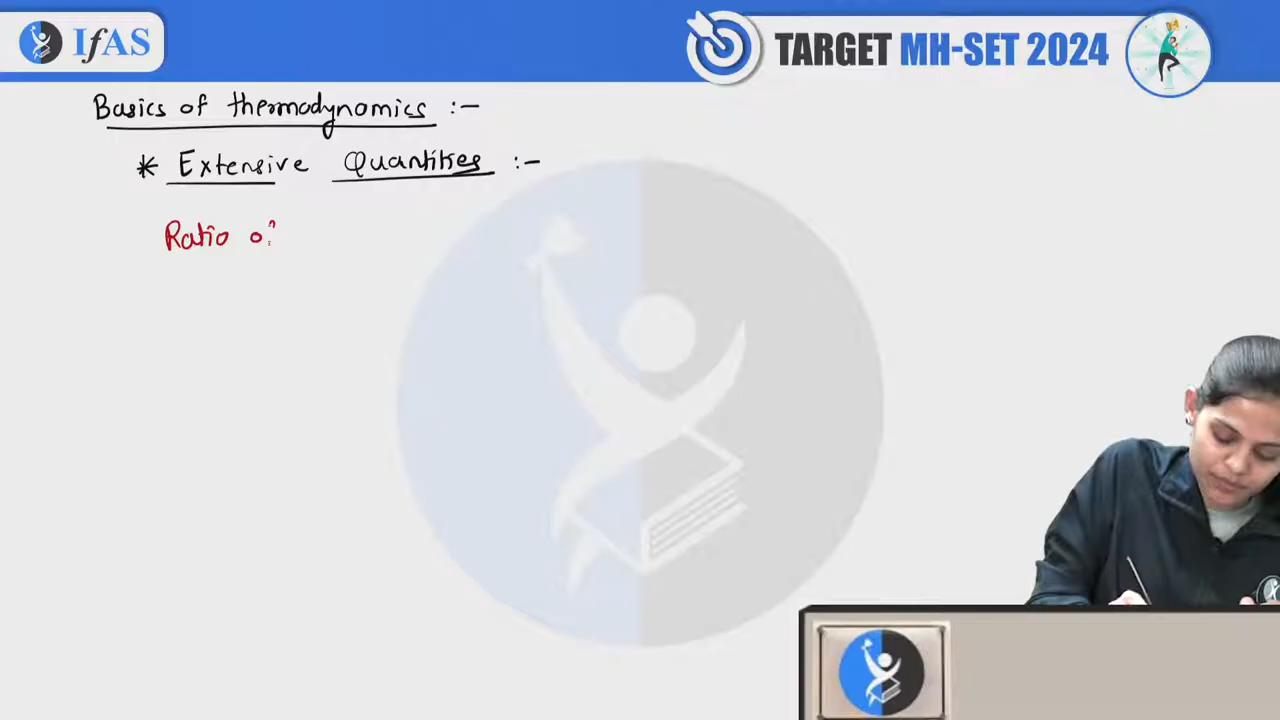 IfAS
TARGET MH-SET 2024
Basics of thermodynamics :-
* Extensive Quantities :-
Ratio